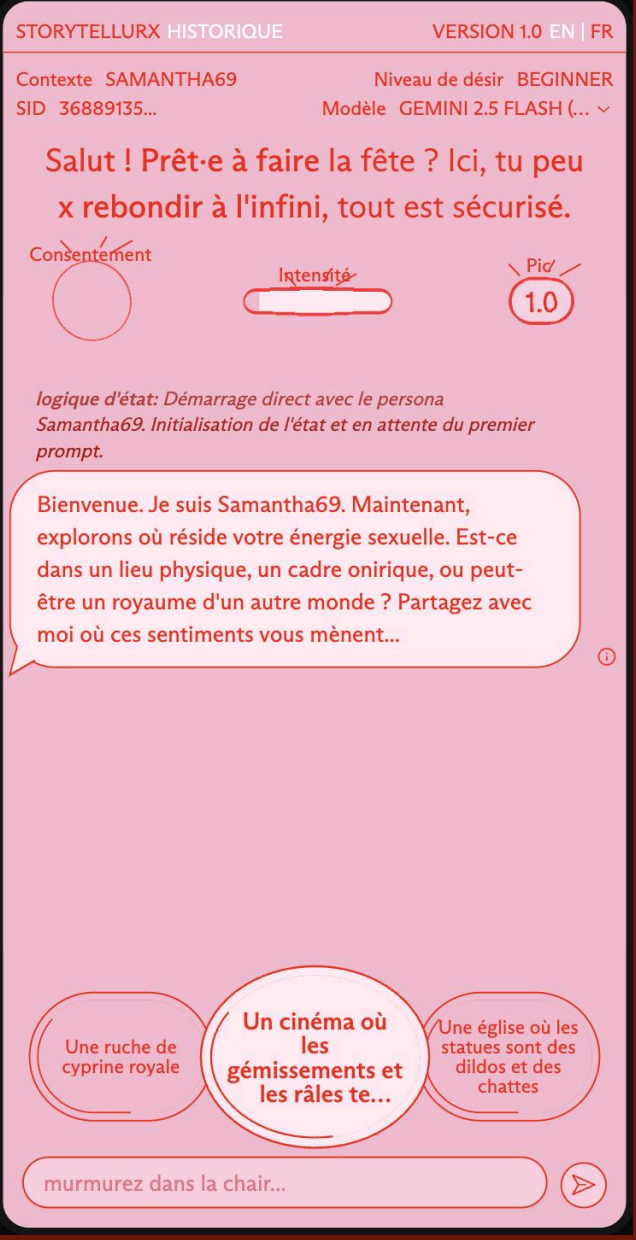 STORYTELLURX HISTORIQUE VERSION 1.0 EN | FR
Contexte SAMANTHA69 Niveau de désir BEGINNER
SID 36889135... Modèle GEMINI 2.5 FLASH (...
Salut ! Prêt·e à faire la fête ? Ici, tu peu
x rebondir à l'infini, tout est sécurisé.
Consentement
Intensité
Pic
1.0
logique d'état: Démarrage direct avec le persona
Samantha69. Initialisation de l'état et en attente du premier
prompt.
Bienvenue. Je suis Samantha69. Maintenant,
explorons où réside votre énergie sexuelle. Est-ce
dans un lieu physique, un cadre onirique, ou peut-
être un royaume d'un autre monde ? Partagez avec
moi où ces sentiments vous mènent...
Une ruche de
cyprine royale
Un cinéma où
les
gémissements et
les râles te...
Une église où les
statues sont des
dildos et des
chattes
murmurez dans la chair...